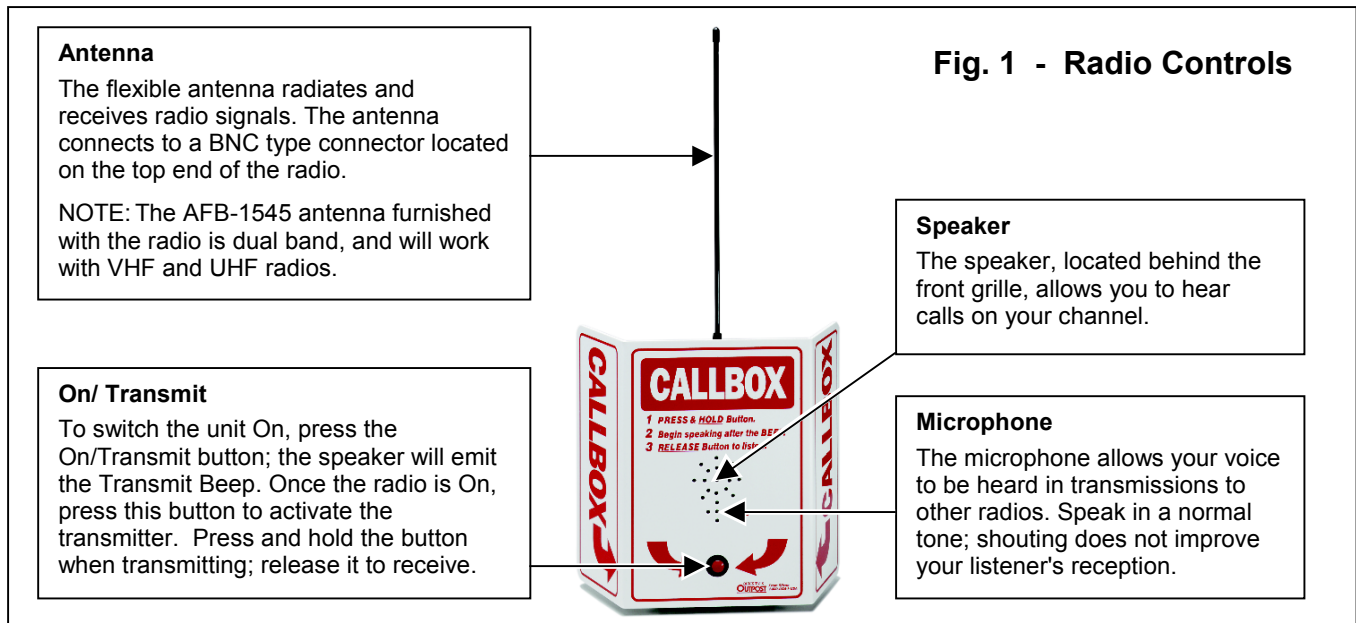 Fig. 1 - Radio Controls
Antenna
The flexible antenna radiates and
receives radio signals. The antenna
connects to a BNC type connector located
on the top end of the radio.
NOTE: The AFB-1545 antenna furnished
with the radio is dual band, and will work
with VHF and UHF radios.
On/ Transmit
To switch the unit On, press the
On/Transmit button; the speaker will emit
the Transmit Beep. Once the radio is On,
press this button to activate the
transmitter. Press and hold the button
when transmitting; release it to receive.
Speaker
The speaker, located behind the
front grille, allows you to hear
calls on your channel.
Microphone
The microphone allows your voice
to be heard in transmissions to
other radios. Speak in a normal
tone; shouting does not improve
your listener's reception.
CALLBOX
CALLBOX
1 PRESS & HOLD Button.
2 Begin speaking after the BEEP.
3 RELEASE Button to listen.
CALLBOX
OUTPOST